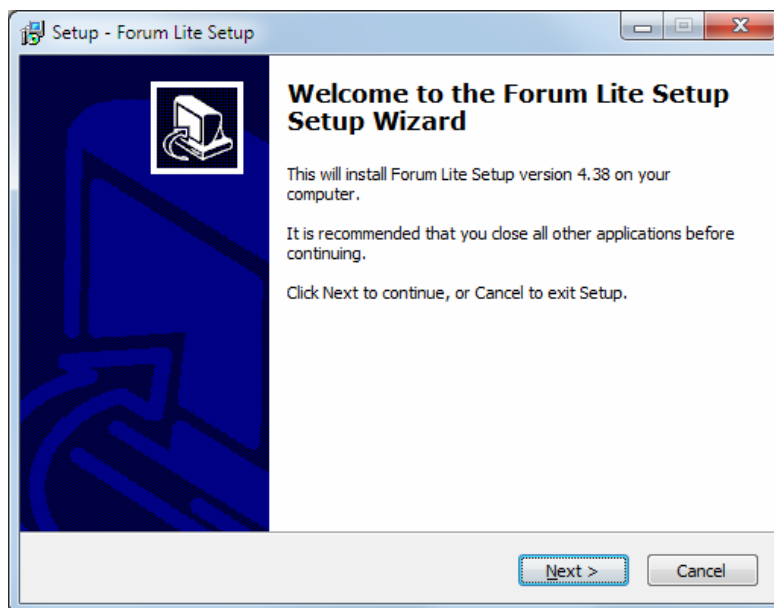 Setup - Forum Lite Setup
Welcome to the Forum Lite Setup
Setup Wizard
This will install Forum Lite Setup version 4.38 on your
computer.
It is recommended that you close all other applications before
continuing.
Click Next to continue, or Cancel to exit Setup.
Next >
Cancel